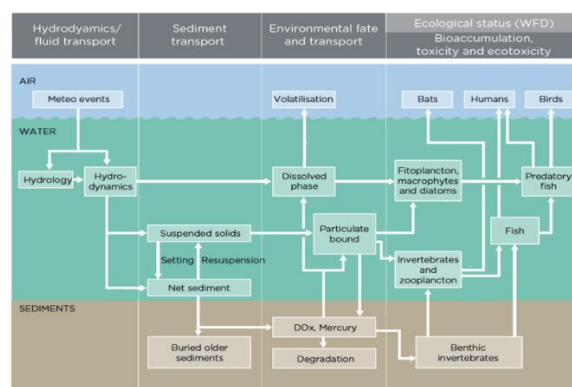 Hydrodymics/
fluid transport
Sediment
transport
Environmental fate
and transport
Ecological status (WFD)
Bioaccumulation,
toxicity and ecotoxicity
AIR
Meteo events
Volatilisation
Bats
Humans
Birds
WATER
Hydrology
Hydro-
dynamics
Dissolved
phase
Fitoplancton,
macrophytes
and diatoms
Predatory
fish
Suspended solids
Particulate
bound
Fish
Setting
Resuspension
Invertebrates
and
zooplancton
Net sediment
SEDIMENTS
DDx, Mercury
Buried older
sediments
Degradation
Benthic
invertebrates